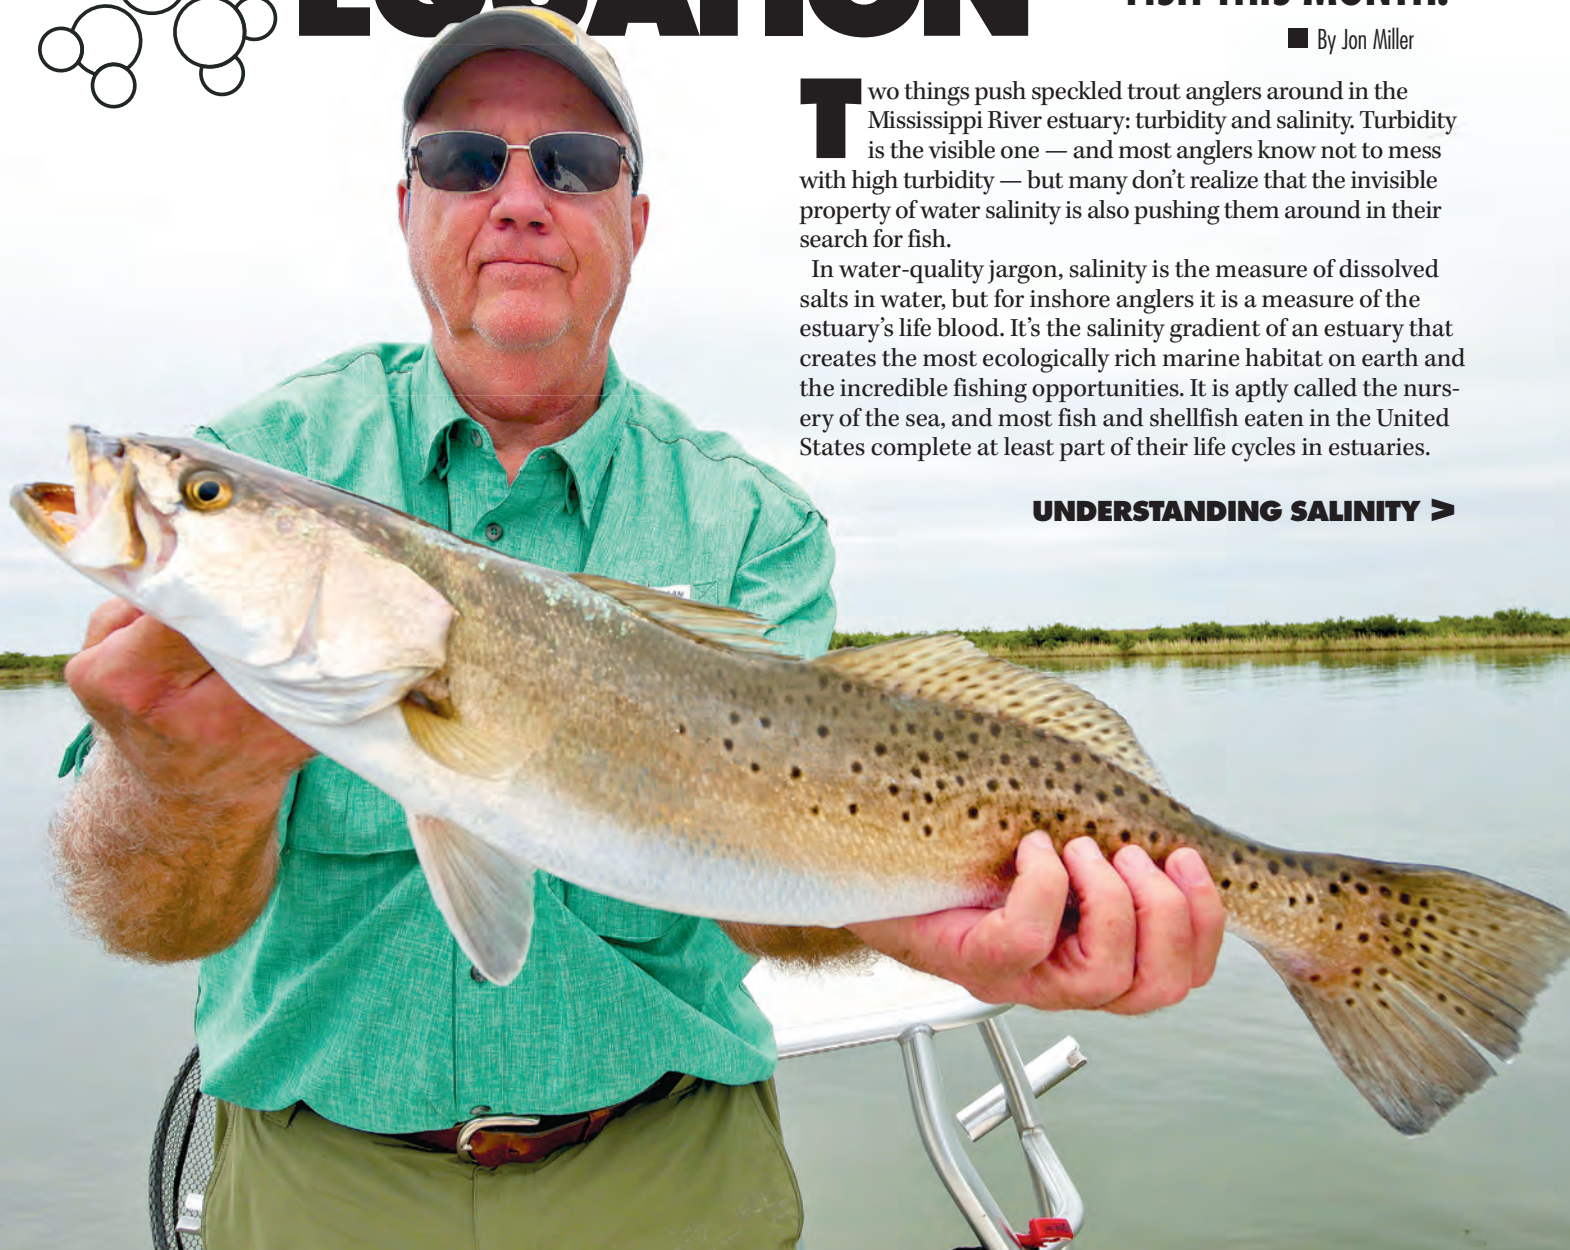 EQUATION
FISH THIS MONTH.
■ By Jon Miller
Two things push speckled trout anglers around in the
Mississippi River estuary: turbidity and salinity. Turbidity
is the visible one — and most anglers know not to mess
with high turbidity — but many don’t realize that the invisible
property of water salinity is also pushing them around in their
search for fish.
In water-quality jargon, salinity is the measure of dissolved
salts in water, but for inshore anglers it is a measure of the
estuary’s life blood. It’s the salinity gradient of an estuary that
creates the most ecologically rich marine habitat on earth and
the incredible fishing opportunities. It is aptly called the nurs-
ery of the sea, and most fish and shellfish eaten in the United
States complete at least part of their life cycles in estuaries.
UNDERSTANDING SALINITY >